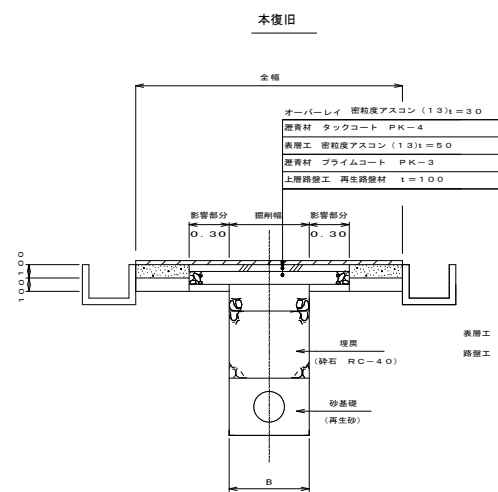 本復旧
全幅
オーバーレイ 密粒度アスコン (13)t=30
瀝青材 タックコート PK-4
表層工 密粒度アスコン (13)t=50
瀝青材 プライムコート PK-3
上層路盤工 再生路盤材 t=100
影響部分 掘削幅 影響部分
0.30 0.30
100100
表層工
埋戻
路盤工
(砕石 RC-40)
砂基礎
(再生砂)
B